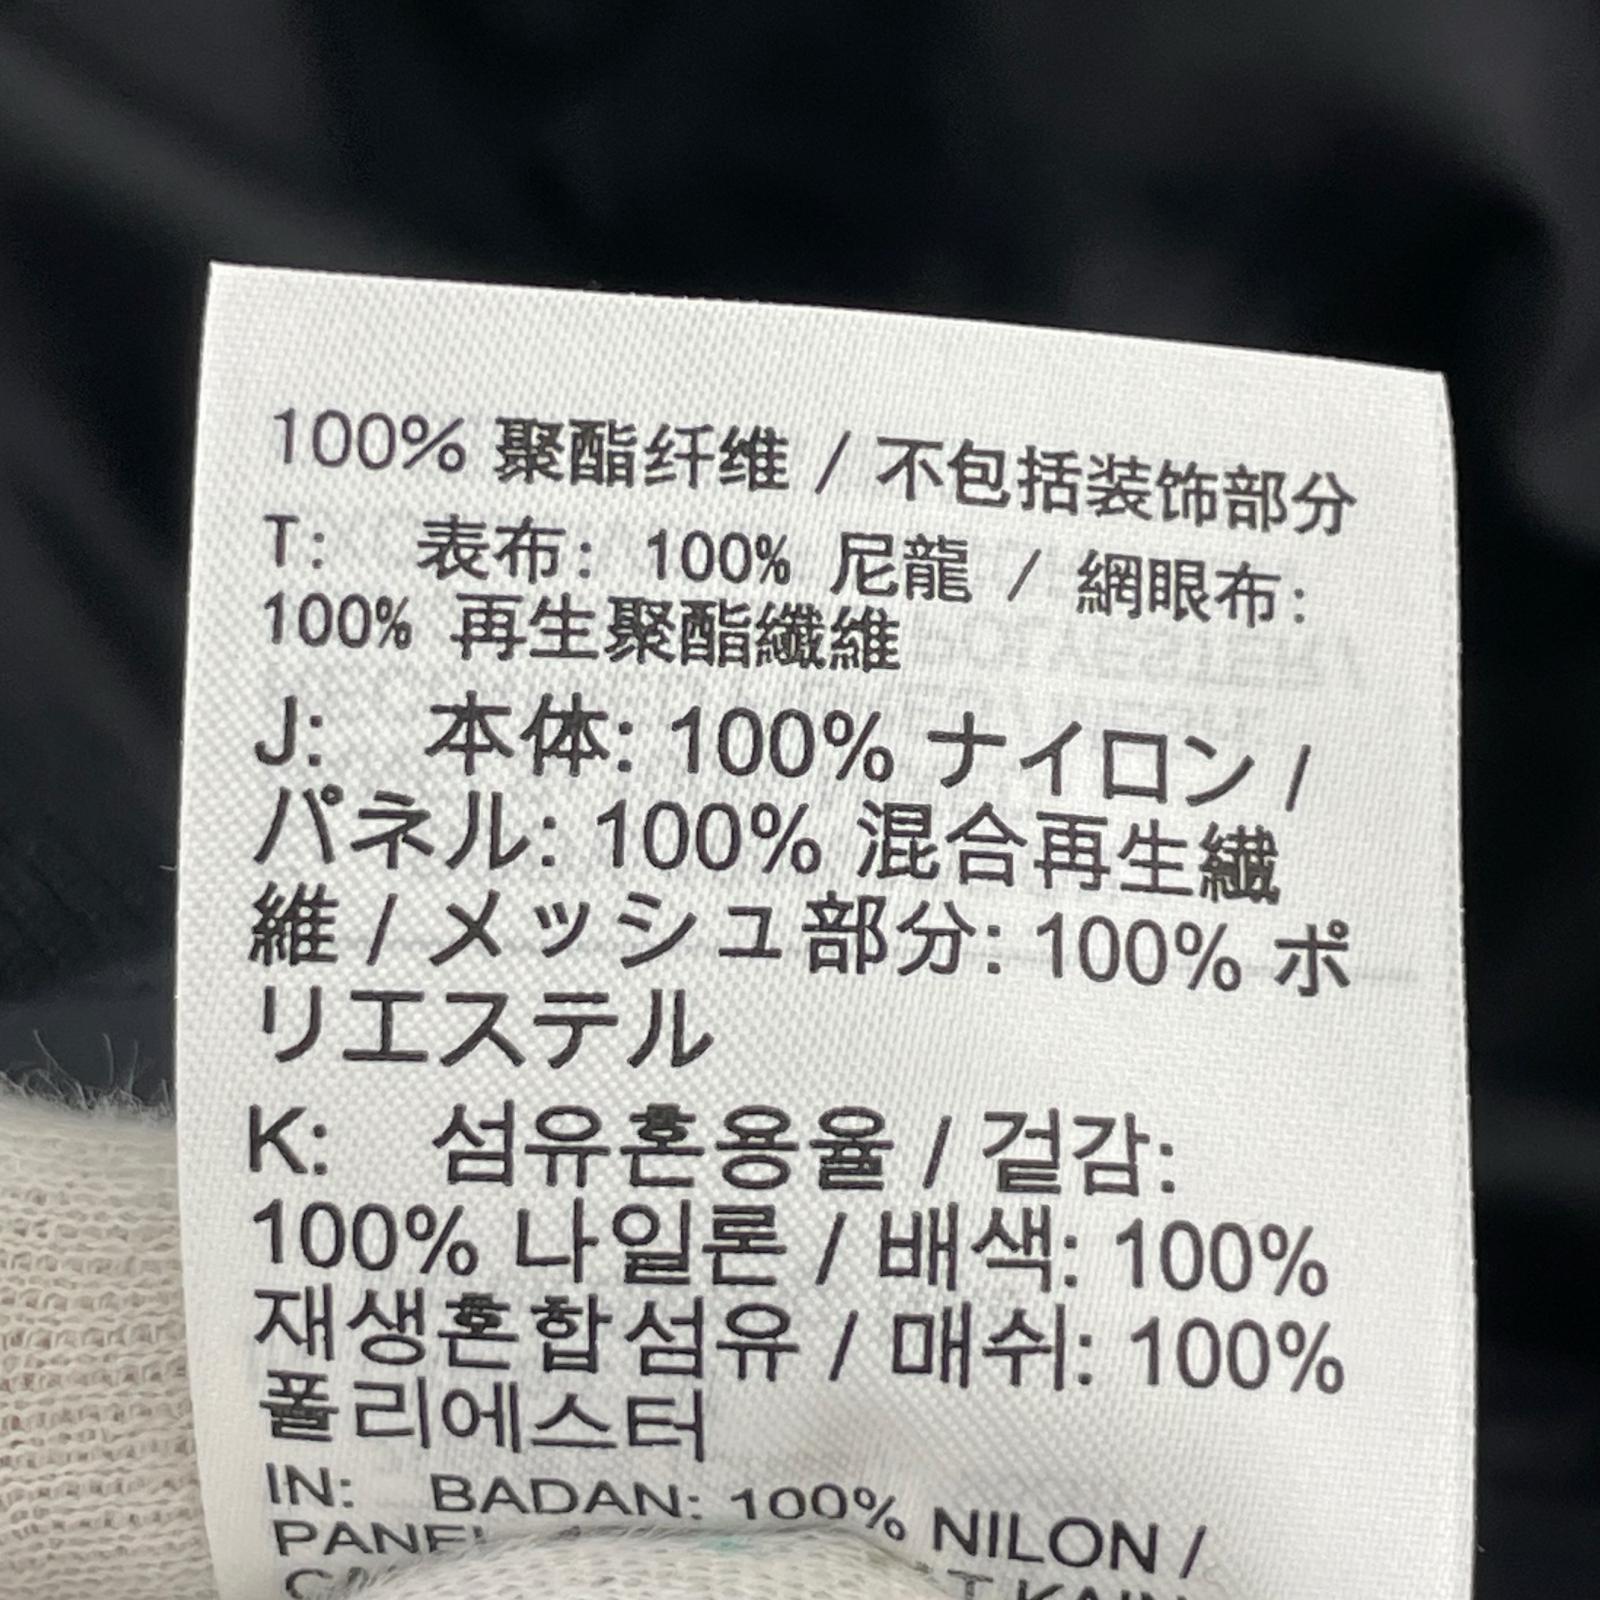 100% 聚酯纤维 / 不包括装饰部分
T: 表布: 100% 尼龍 / 網眼布:
100% 再生聚酯纖維
J: 本体: 100% ナイロン /
パネル: 100% 混合再生繊
維 / メッシュ部分: 100% ポ
リエステル
K: 섬유혼용율 / 겉감:
100% 나일론 / 배색: 100%
재생혼합섬유 / 매쉬: 100%
폴리에스터
IN: BADAN: 100% NILON /